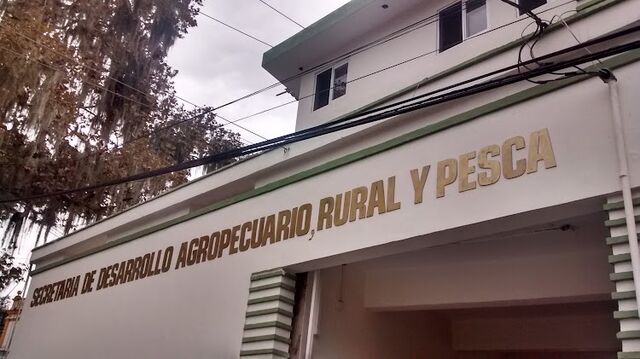 SECRETARIA DE DESARROLLO AGROPECUARIO, RURAL Y PESCA